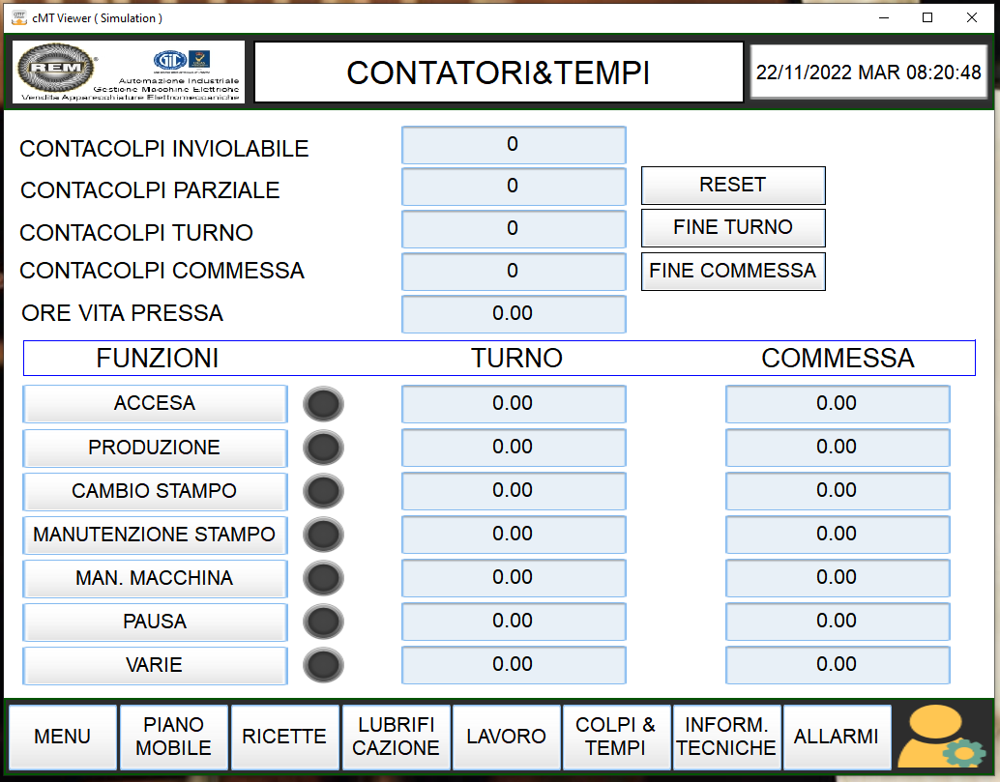 cMT Viewer ( Simulation )
REM
CONTATORI&TEMPI
22/11/2022 MAR 08:20:48
Automazione Industriale
Gestione Macchine Elettriche
Vendita Apparecchiature Elettromeccaniche
CONTACOLPI INVIOLABILE 0
CONTACOLPI PARZIALE 0 RESET
CONTACOLPI TURNO 0 FINE TURNO
CONTACOLPI COMMESSA 0 FINE COMMESSA
ORE VITA PRESSA 0.00
FUNZIONI TURNO COMMESSA
ACCESA 0.00 0.00
PRODUZIONE 0.00 0.00
CAMBIO STAMPO 0.00 0.00
MANUTENZIONE STAMPO 0.00 0.00
MAN. MACCHINA 0.00 0.00
PAUSA 0.00 0.00
VARIE 0.00 0.00
MENU
PIANO
MOBILE
RICETTE
LUBRIFI
CAZIONE
LAVORO
COLPI &
TEMPI
INFORM.
TECNICHE
ALLARMI